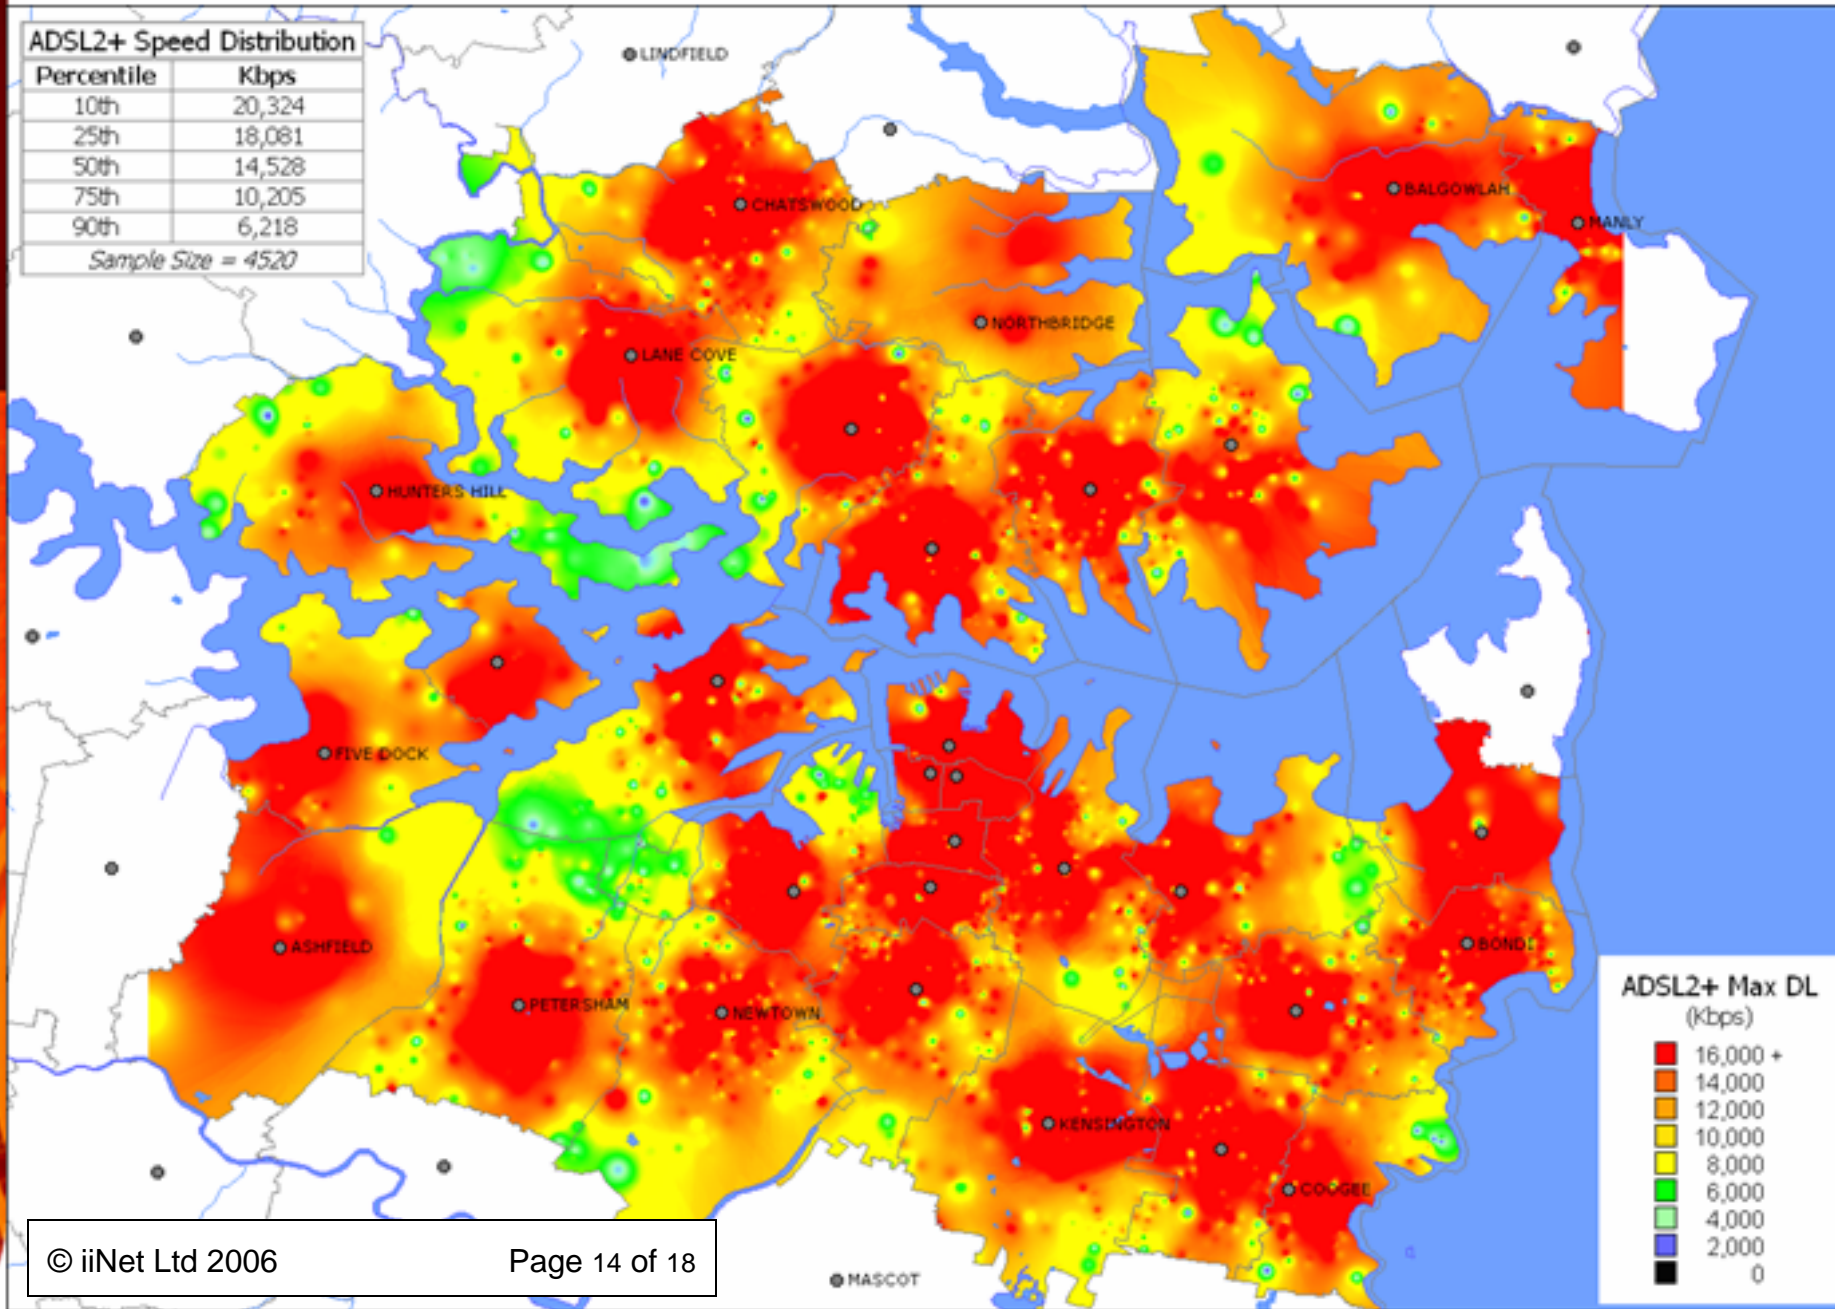 ADSL2+ Speed Distribution
Percentile Kbps
10th 20,324
25th 18,081
50th 14,528
75th 10,205
90th 6,218
Sample Size = 4520
LINDFIELD
CHATSWOOD
BALGOWLAH
MANLY
NORTHBRIDGE
LANE COVE
HUNTERS HILL
FIVE DOCK
ASHFIELD
BONDI
PETERSHAM
NEWTOWN
KENSINGTON
COOGEE
MASCOT
ADSL2+ Max DL
(Kbps)
16,000 +
14,000
12,000
10,000
8,000
6,000
4,000
2,000
0
© iiNet Ltd 2006 Page 14 of 18